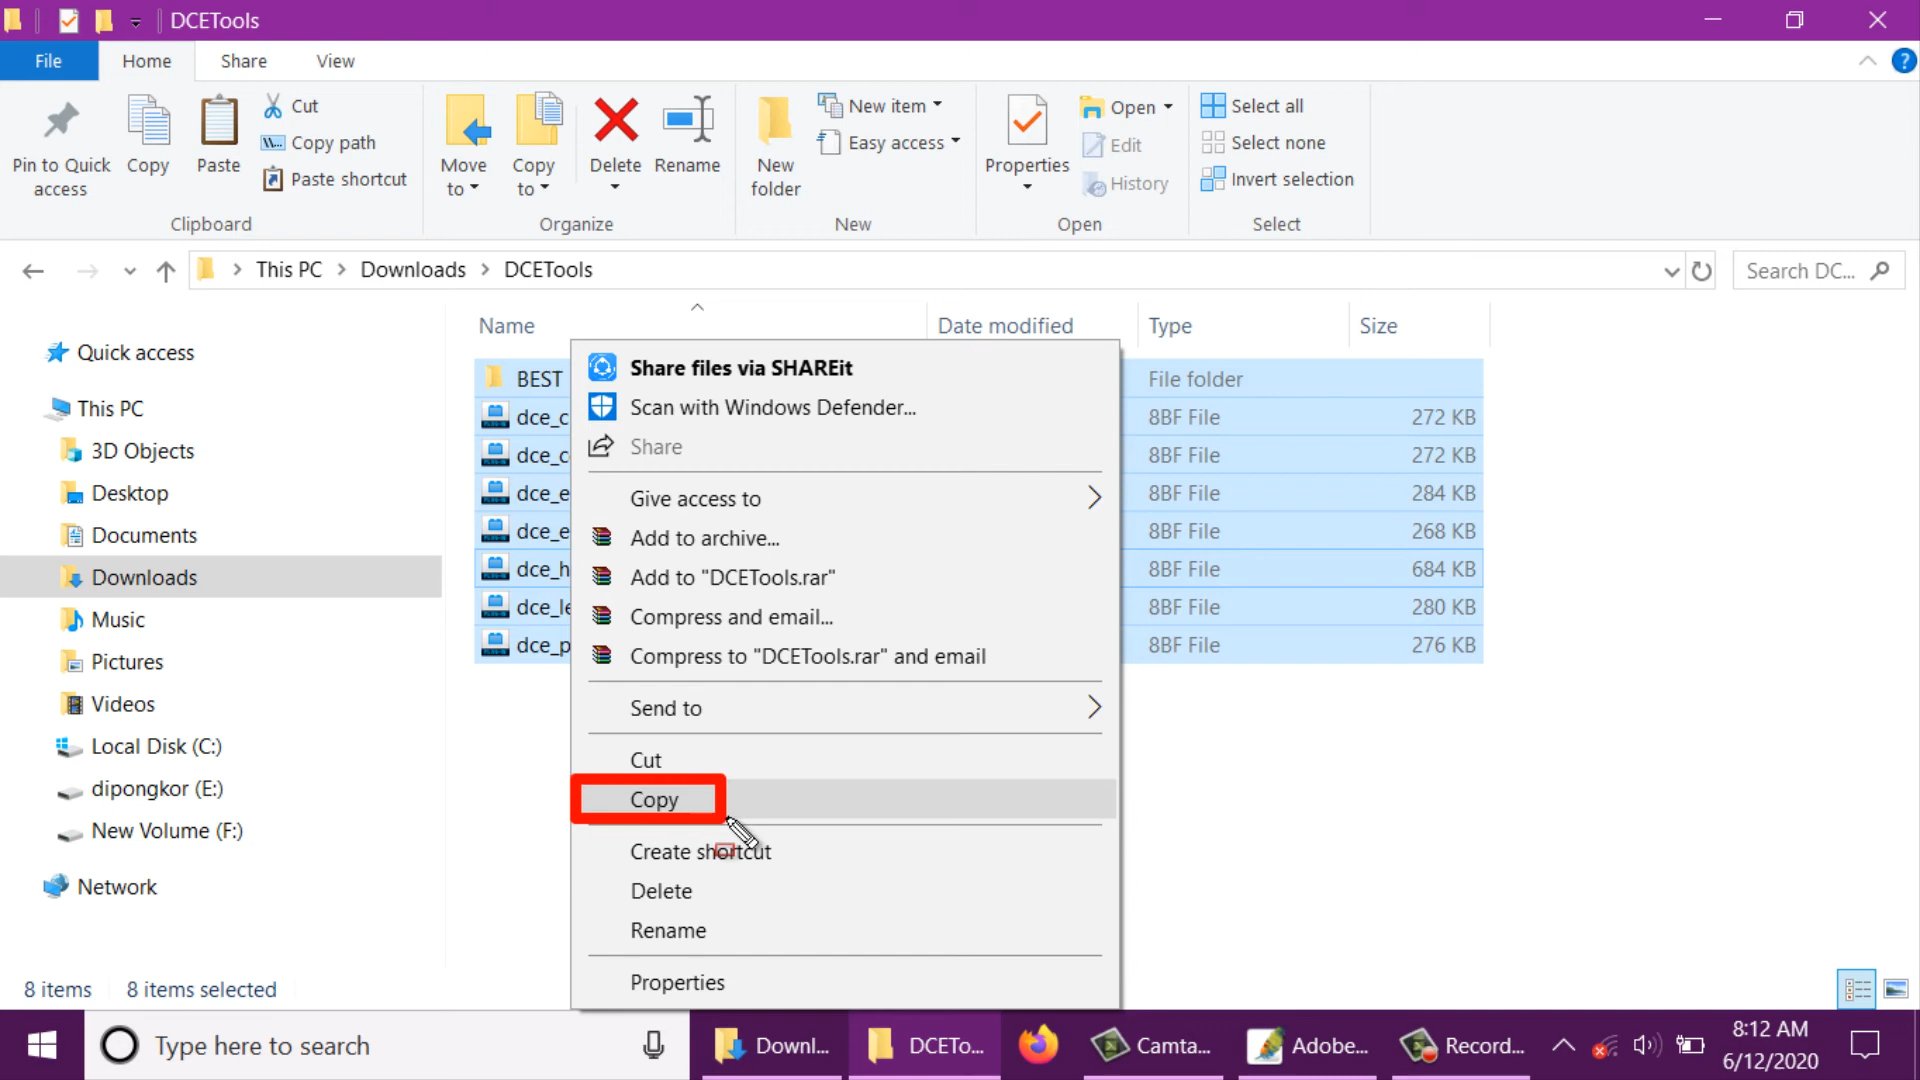 DCETools
File Home Share View
Pin to Quick access
Copy
Paste
Cut
Copy path
Paste shortcut
Clipboard
Move to
Copy to
Delete
Rename
Organize
New folder
New item
Easy access
New
Properties
Open
Edit
History
Open
Select all
Select none
Invert selection
Select
This PC Downloads DCETools
Search DC...
Name Date modified Type Size
Quick access
This PC
3D Objects
Desktop
Documents
Downloads
Music
Pictures
Videos
Local Disk (C:)
dipongkor (E:)
New Volume (F:)
Network
BEST File folder
dce_c 8BF File 272 KB
dce_c 8BF File 272 KB
dce_e 8BF File 284 KB
dce_e 8BF File 268 KB
dce_h 8BF File 684 KB
dce_le 8BF File 280 KB
dce_p 8BF File 276 KB
Share files via SHAREit
Scan with Windows Defender...
Share
Give access to
Add to archive...
Add to "DCETools.rar"
Compress and email...
Compress to "DCETools.rar" and email
Send to
Cut
Copy
Create shortcut
Delete
Rename
Properties
8 items 8 items selected
Type here to search
Downl...
DCETo...
Camta...
Adobe...
Record...
8:12 AM
6/12/2020